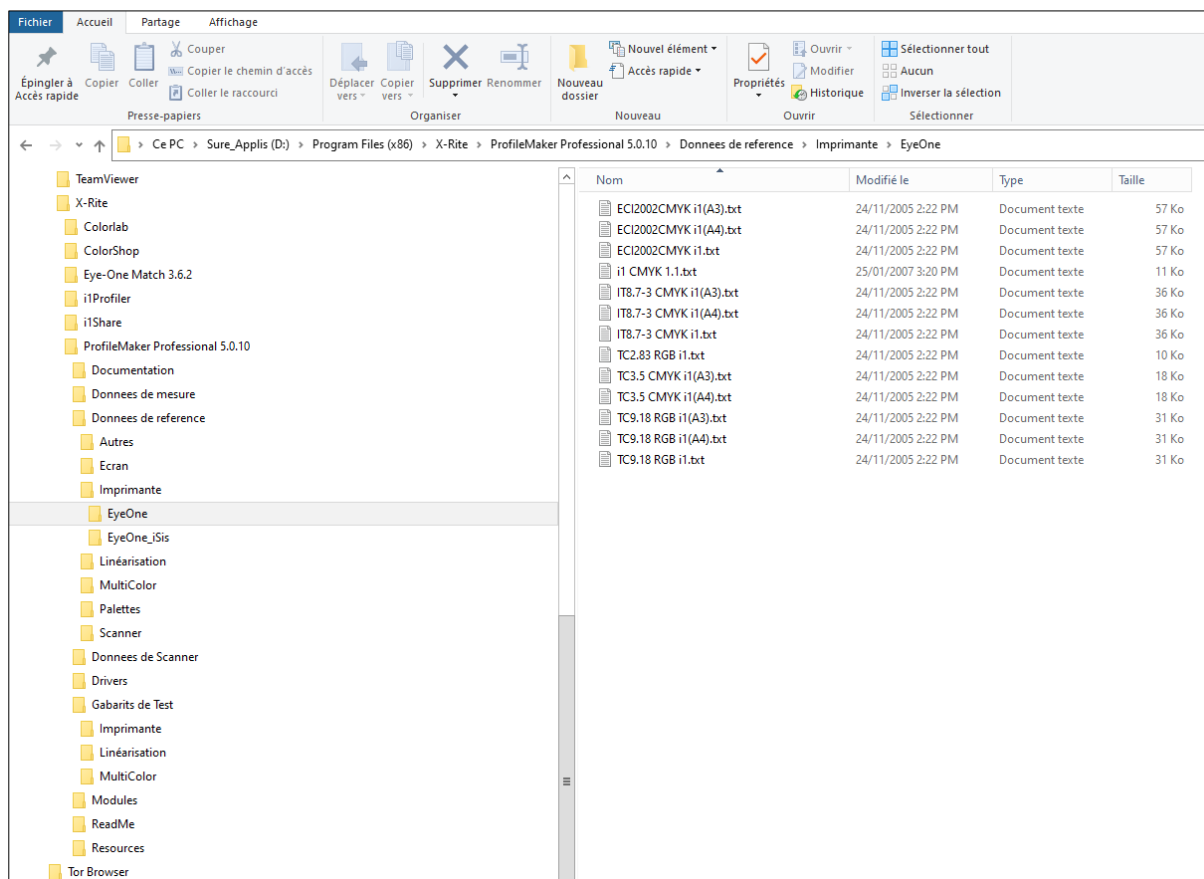 Fichier Accueil Partage Affichage
Épingler à Accès rapide
Copier
Coller
Couper
Copier le chemin d'accès
Coller le raccourci
Presse-papiers
Déplacer vers
Copier vers
Supprimer
Renommer
Organiser
Nouveau dossier
Nouvel élément
Accès rapide
Nouveau
Propriétés
Ouvrir
Modifier
Historique
Ouvrir
Sélectionner tout
Aucun
Inverser la sélection
Sélectionner
Ce PC > Sure_Applis (D:) > Program Files (x86) > X-Rite > ProfileMaker Professional 5.0.10 > Donnees de reference > Imprimante > EyeOne
TeamViewer
X-Rite
Colorlab
ColorShop
Eye-One Match 3.6.2
i1Profiler
i1Share
ProfileMaker Professional 5.0.10
Documentation
Donnees de mesure
Donnees de reference
Autres
Ecran
Imprimante
EyeOne
EyeOne_iSis
Linéarisation
MultiColor
Palettes
Scanner
Donnees de Scanner
Drivers
Gabarits de Test
Imprimante
Linéarisation
MultiColor
Modules
ReadMe
Resources
Tor Browser
Nom Modifié le Type Taille
ECI2002CMYK i1(A3).txt 24/11/2005 2:22 PM Document texte 57 Ko
ECI2002CMYK i1(A4).txt 24/11/2005 2:22 PM Document texte 57 Ko
ECI2002CMYK i1.txt 24/11/2005 2:22 PM Document texte 57 Ko
i1 CMYK 1.1.txt 25/01/2007 3:20 PM Document texte 11 Ko
IT8.7-3 CMYK i1(A3).txt 24/11/2005 2:22 PM Document texte 36 Ko
IT8.7-3 CMYK i1(A4).txt 24/11/2005 2:22 PM Document texte 36 Ko
IT8.7-3 CMYK i1.txt 24/11/2005 2:22 PM Document texte 36 Ko
TC2.83 RGB i1.txt 24/11/2005 2:22 PM Document texte 10 Ko
TC3.5 CMYK i1(A3).txt 24/11/2005 2:22 PM Document texte 18 Ko
TC3.5 CMYK i1(A4).txt 24/11/2005 2:22 PM Document texte 18 Ko
TC9.18 RGB i1(A3).txt 24/11/2005 2:22 PM Document texte 31 Ko
TC9.18 RGB i1(A4).txt 24/11/2005 2:22 PM Document texte 31 Ko
TC9.18 RGB i1.txt 24/11/2005 2:22 PM Document texte 31 Ko